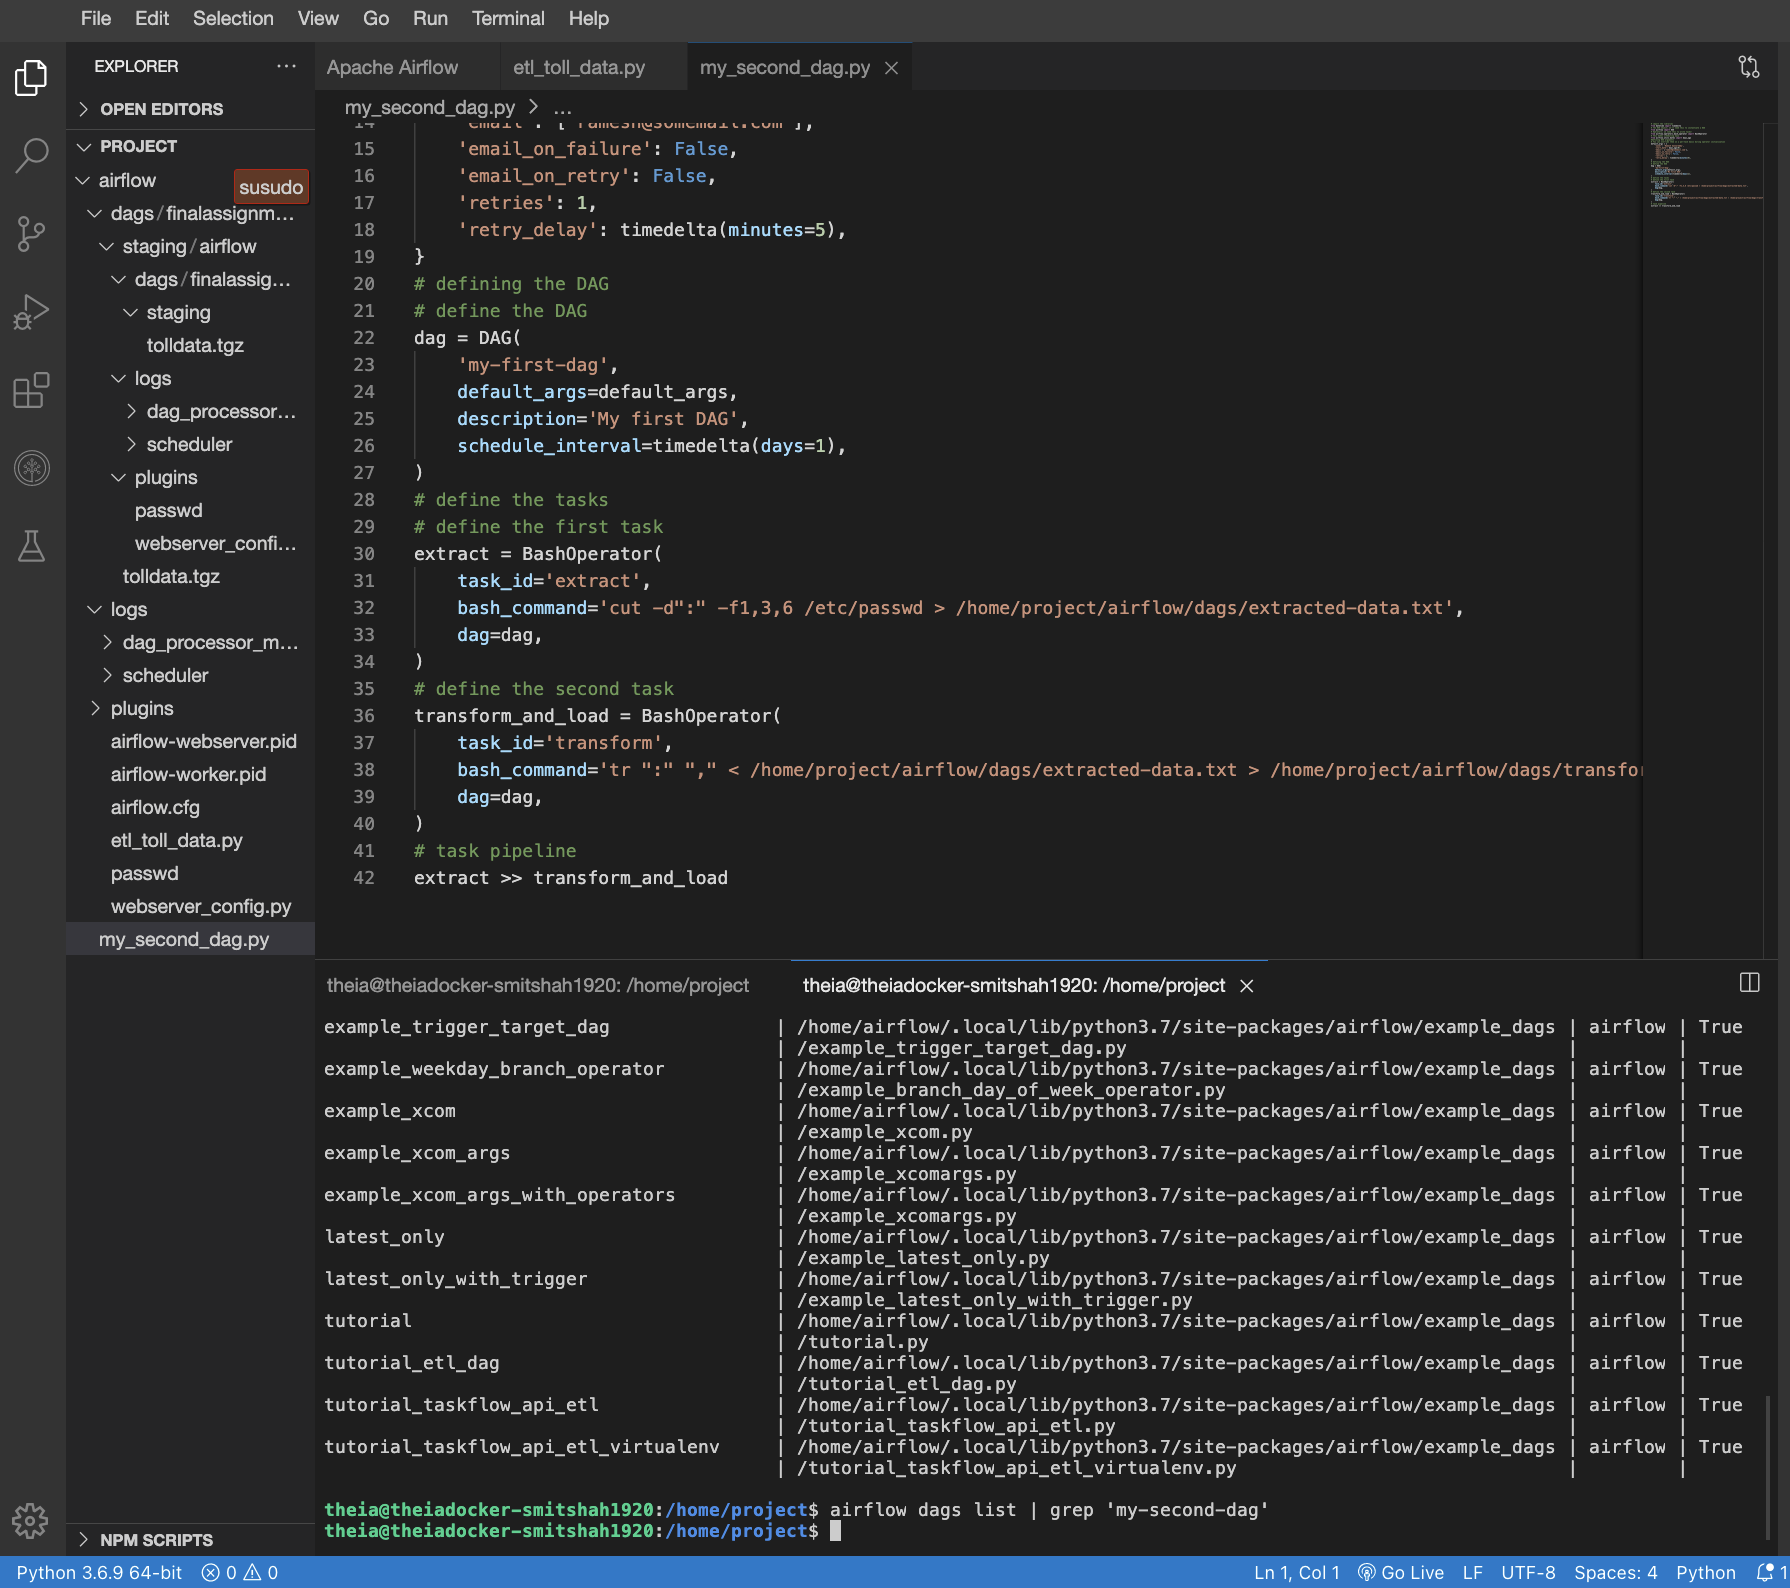 File Edit Selection View Go Run Terminal Help
EXPLORER ...
OPEN EDITORS
PROJECT
airflow
susudo
dags/finalassignm...
staging/airflow
dags/finalassig...
staging
tolldata.tgz
logs
dag_processor...
scheduler
plugins
passwd
webserver_confi...
tolldata.tgz
logs
dag_processor_m...
scheduler
plugins
airflow-webserver.pid
airflow-worker.pid
airflow.cfg
etl_toll_data.py
passwd
webserver_config.py
my_second_dag.py
NPM SCRIPTS
Apache Airflow etl_toll_data.py my_second_dag.py
my_second_dag.py > ...
14 'email': ['ramesh@somemail.com'],
15 'email_on_failure': False,
16 'email_on_retry': False,
17 'retries': 1,
18 'retry_delay': timedelta(minutes=5),
19 }
20 # defining the DAG
21 # define the DAG
22 dag = DAG(
23 'my-first-dag',
24 default_args=default_args,
25 description='My first DAG',
26 schedule_interval=timedelta(days=1),
27 )
28 # define the tasks
29 # define the first task
30 extract = BashOperator(
31 task_id='extract',
32 bash_command='cut -d":" -f1,3,6 /etc/passwd > /home/project/airflow/dags/extracted-data.txt',
33 dag=dag,
34 )
35 # define the second task
36 transform_and_load = BashOperator(
37 task_id='transform',
38 bash_command='tr ":" "," < /home/project/airflow/dags/extracted-data.txt > /home/project/airflow/dags/transfor
39 dag=dag,
40 )
41 # task pipeline
42 extract >> transform_and_load
theia@theiadocker-smitshah1920: /home/project theia@theiadocker-smitshah1920: /home/project
example_trigger_target_dag | /home/airflow/.local/lib/python3.7/site-packages/airflow/example_dags | airflow | True
| /example_trigger_target_dag.py | |
example_weekday_branch_operator | /home/airflow/.local/lib/python3.7/site-packages/airflow/example_dags | airflow | True
| /example_branch_day_of_week_operator.py | |
example_xcom | /home/airflow/.local/lib/python3.7/site-packages/airflow/example_dags | airflow | True
| /example_xcom.py | |
example_xcom_args | /home/airflow/.local/lib/python3.7/site-packages/airflow/example_dags | airflow | True
| /example_xcomargs.py | |
example_xcom_args_with_operators | /home/airflow/.local/lib/python3.7/site-packages/airflow/example_dags | airflow | True
| /example_xcomargs.py | |
latest_only | /home/airflow/.local/lib/python3.7/site-packages/airflow/example_dags | airflow | True
| /example_latest_only.py | |
latest_only_with_trigger | /home/airflow/.local/lib/python3.7/site-packages/airflow/example_dags | airflow | True
| /example_latest_only_with_trigger.py | |
tutorial | /home/airflow/.local/lib/python3.7/site-packages/airflow/example_dags | airflow | True
| /tutorial.py | |
tutorial_etl_dag | /home/airflow/.local/lib/python3.7/site-packages/airflow/example_dags | airflow | True
| /tutorial_etl_dag.py | |
tutorial_taskflow_api_etl | /home/airflow/.local/lib/python3.7/site-packages/airflow/example_dags | airflow | True
| /tutorial_taskflow_api_etl.py | |
tutorial_taskflow_api_etl_virtualenv | /home/airflow/.local/lib/python3.7/site-packages/airflow/example_dags | airflow | True
| /tutorial_taskflow_api_etl_virtualenv.py | |
theia@theiadocker-smitshah1920:/home/project$ airflow dags list | grep 'my-second-dag'
theia@theiadocker-smitshah1920:/home/project$
Python 3.6.9 64-bit 0 0 Ln 1, Col 1 Go Live LF UTF-8 Spaces: 4 Python 1